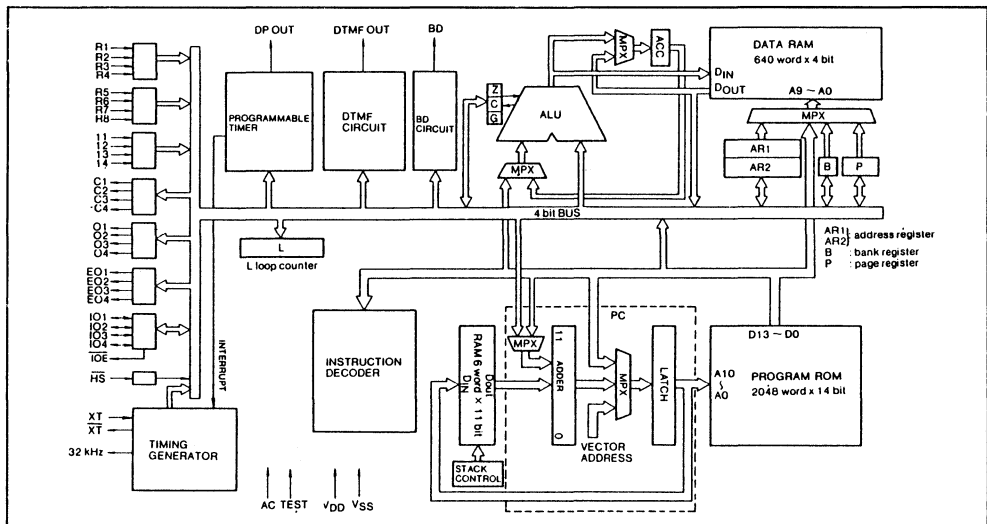 DP OUT
DTMF OUT
BD
R1
R2
R3
R4
R5
R6
R7
R8
11
12
13
14
C1
C2
C3
C4
O1
O2
O3
O4
EO1
EO2
EO3
EO4
IO1
IO2
IO3
IO4
IOE
HS
XT
XT
32 kHz
PROGRAMMABLE
TIMER
DTMF
CIRCUIT
BD
CIRCUIT
Z
C
G
ALU
MPX
MPX
ACC
DATA RAM
640 word x 4 bit
DIN
DOUT
A9 ~ A0
MPX
AR1
AR2
B
P
4 bit BUS
L
L loop counter
AR1
AR2
: address register
B : bank register
P : page register
INTERRUPT
TIMING
GENERATOR
INSTRUCTION
DECODER
AC TEST VDD VSS
RAM 6
word x
11 bit
DIN
Dout
STACK
CONTROL
MPX
11
ADDER
0
PC
MPX
VECTOR
ADDRESS
LATCH
D13 ~ D0
A10
~
A0
PROGRAM ROM
2048 word x 14 bit